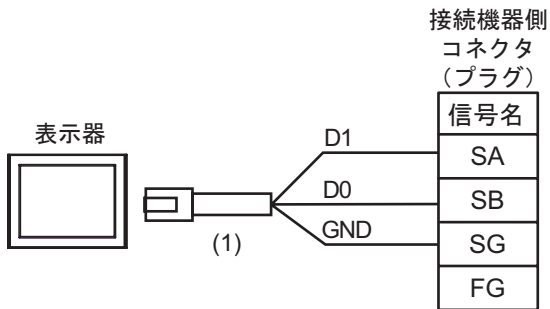 接続機器側
コネクタ
（プラグ）
信号名
表示器
D1
SA
D0
SB
GND
SG
(1)
FG